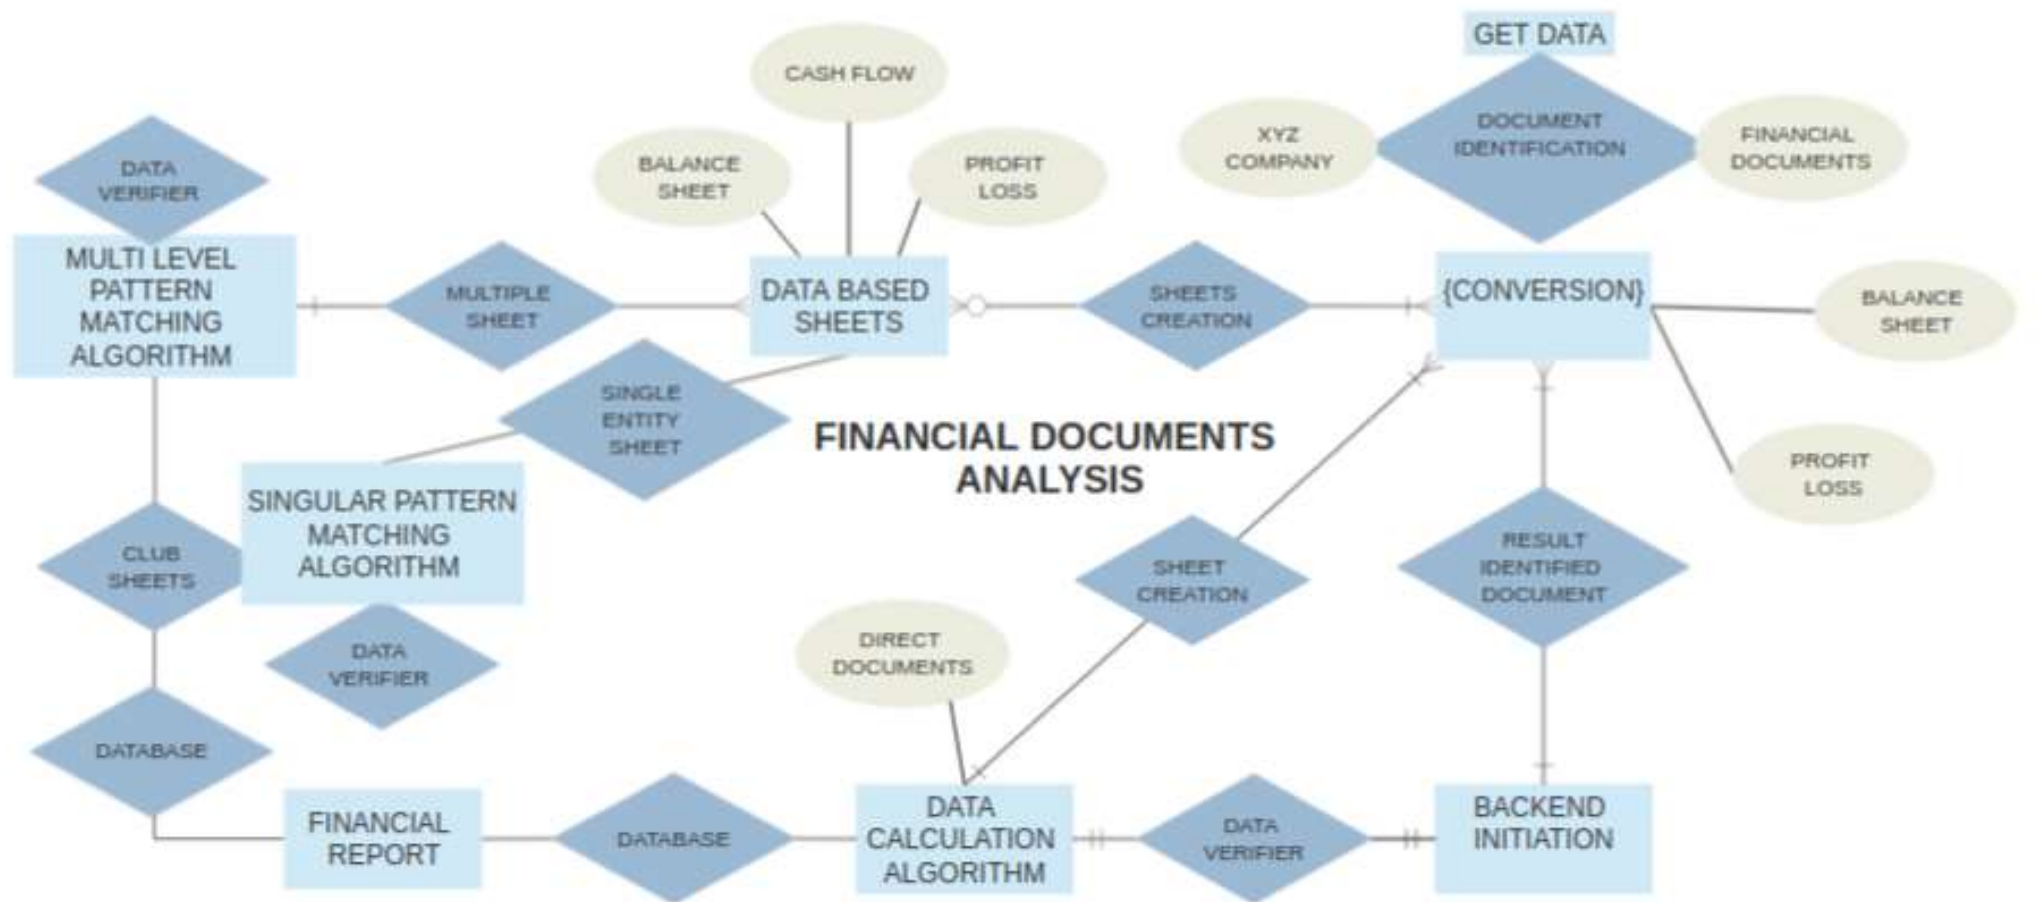 GET DATA
CASH FLOW
DOCUMENT
IDENTIFICATION
XYZ
COMPANY
FINANCIAL
DOCUMENTS
DATA
VERIFIER
BALANCE
SHEET
PROFIT
LOSS
MULTI LEVEL
PATTERN
MATCHING
ALGORITHM
MULTIPLE
SHEET
DATA BASED
SHEETS
SHEETS
CREATION
{CONVERSION}
BALANCE
SHEET
SINGLE
ENTITY
SHEET
FINANCIAL DOCUMENTS
ANALYSIS
PROFIT
LOSS
SINGULAR PATTERN
MATCHING
ALGORITHM
CLUB
SHEETS
SHEET
CREATION
RESULT
IDENTIFIED
DOCUMENT
DATA
VERIFIER
DIRECT
DOCUMENTS
DATABASE
FINANCIAL
REPORT
DATABASE
DATA
CALCULATION
ALGORITHM
DATA
VERIFIER
BACKEND
INITIATION